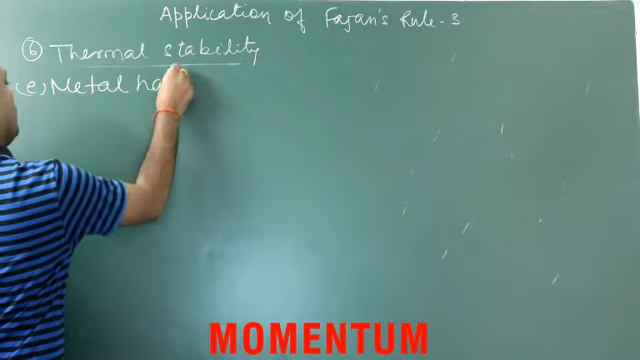 Application of Fajan's Rule - 3
⑥ Thermal stability
(e) Metal ha
MOMENTUM